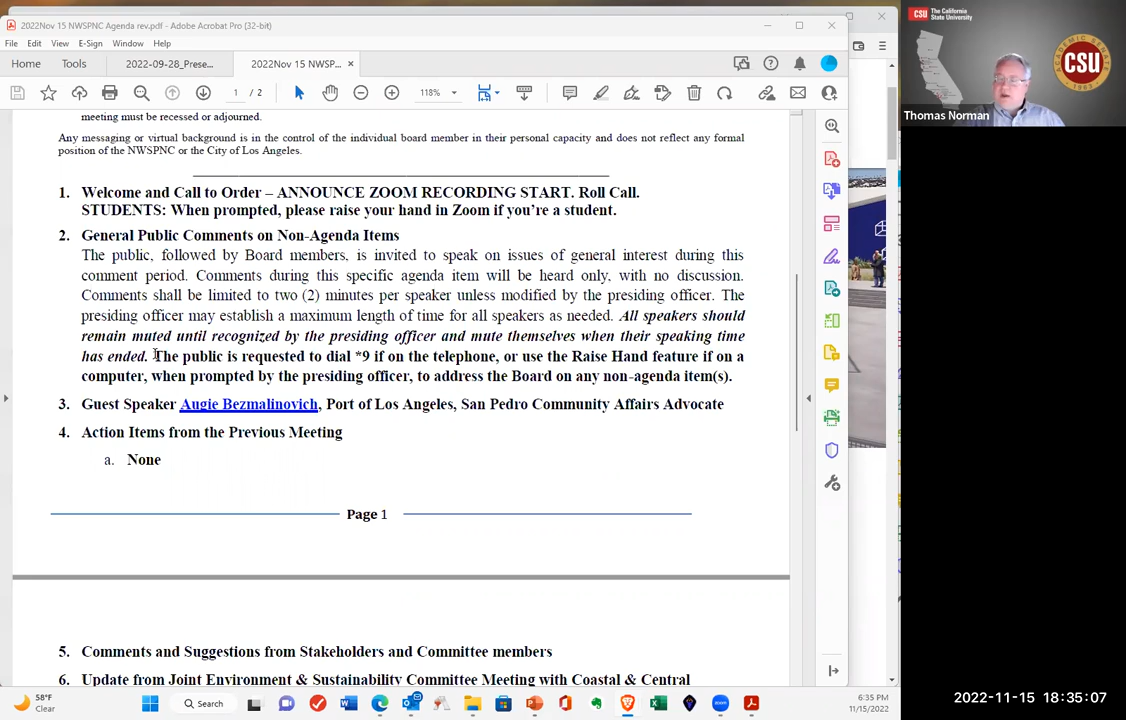 2022Nov 15 NWSPNC Agenda rev.pdf - Adobe Acrobat Pro (32-bit)
File Edit View E-Sign Window Help
Home Tools 2022-09-28_Prese... 2022Nov 15 NWSP... ×
1 / 2 118%
meeting must be recessed or adjourned.
Any messaging or virtual background is in the control of the individual board member in their personal capacity and does not reflect any formal
position of the NWSPNC or the City of Los Angeles.
1. Welcome and Call to Order – ANNOUNCE ZOOM RECORDING START. Roll Call.
STUDENTS: When prompted, please raise your hand in Zoom if you're a student.
2. General Public Comments on Non-Agenda Items
The public, followed by Board members, is invited to speak on issues of general interest during this
comment period. Comments during this specific agenda item will be heard only, with no discussion.
Comments shall be limited to two (2) minutes per speaker unless modified by the presiding officer. The
presiding officer may establish a maximum length of time for all speakers as needed. All speakers should
remain muted until recognized by the presiding officer and mute themselves when their speaking time
has ended. The public is requested to dial *9 if on the telephone, or use the Raise Hand feature if on a
computer, when prompted by the presiding officer, to address the Board on any non-agenda item(s).
3. Guest Speaker Augie Bezmalinovich, Port of Los Angeles, San Pedro Community Affairs Advocate
4. Action Items from the Previous Meeting
a. None
Page 1
5. Comments and Suggestions from Stakeholders and Committee members
6. Update from Joint Environment & Sustainability Committee Meeting with Coastal & Central
58°F
Clear
Search
6:35 PM
11/15/2022
CSU The California
State University
ACADEMIC SENATE
CSU
1963
Thomas Norman
2022-11-15 18:35:07